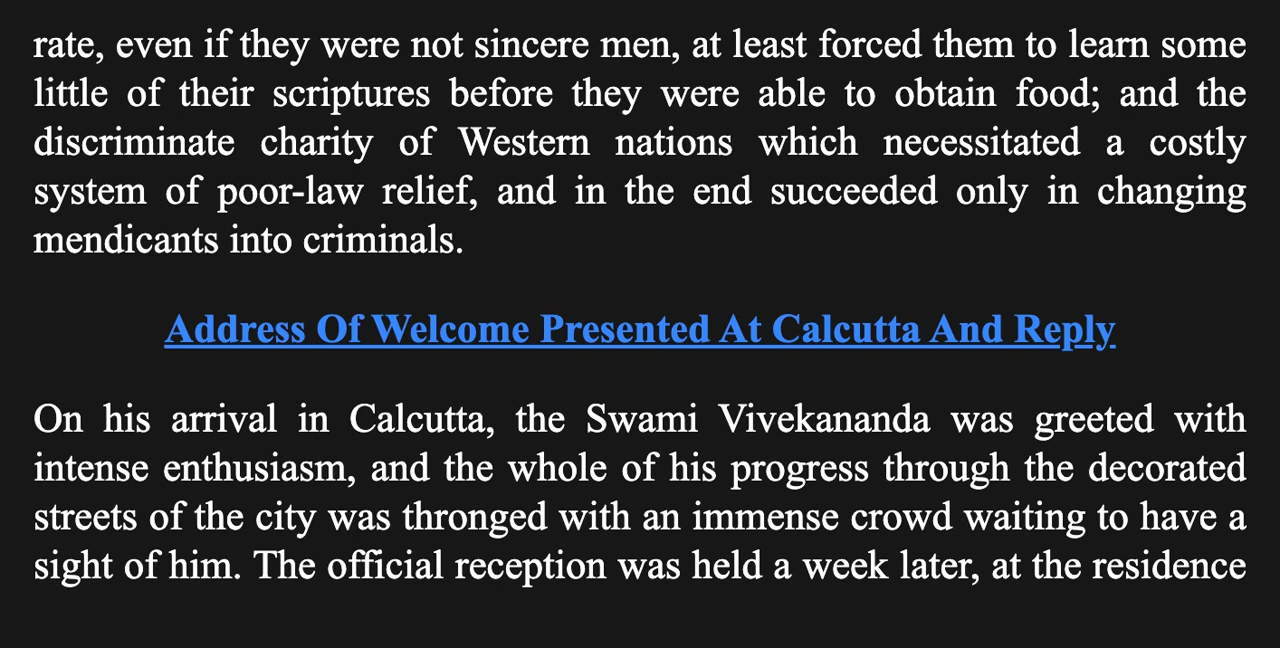 rate, even if they were not sincere men, at least forced them to learn some
little of their scriptures before they were able to obtain food; and the
discriminate charity of Western nations which necessitated a costly
system of poor-law relief, and in the end succeeded only in changing
mendicants into criminals.
Address Of Welcome Presented At Calcutta And Reply
On his arrival in Calcutta, the Swami Vivekananda was greeted with
intense enthusiasm, and the whole of his progress through the decorated
streets of the city was thronged with an immense crowd waiting to have a
sight of him. The official reception was held a week later, at the residence